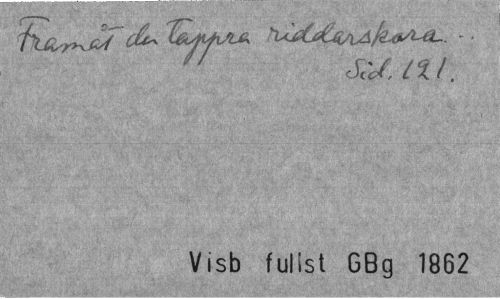 Framåt du tappra riddarskara...
Sid. 121.
Visb fullst GBg 1862